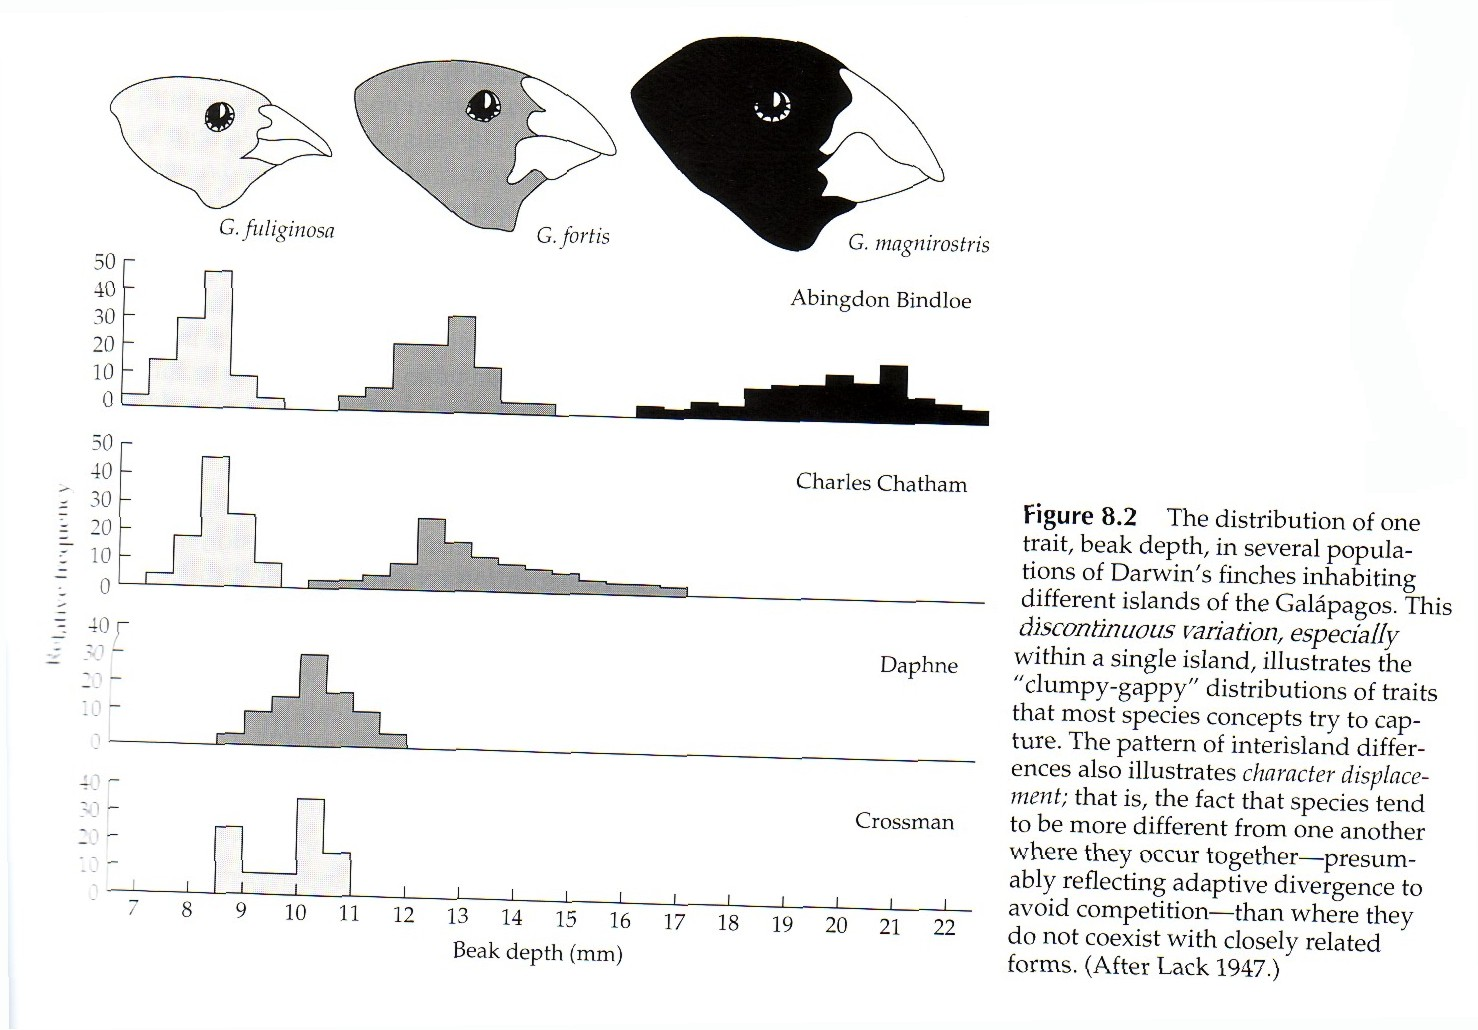 G. fuliginosa
G. fortis
G. magnirostris
50
40
30
20
10
0
Abingdon Bindloe
50
40
30
20
10
0
Charles Chatham
Relative frequency
40
30
20
10
0
Daphne
40
30
20
10
0
Crossman
7 8 9 10 11 12 13 14 15 16 17 18 19 20 21 22
Beak depth (mm)
Figure 8.2 The distribution of one
trait, beak depth, in several popula-
tions of Darwin's finches inhabiting
different islands of the Galápagos. This
discontinuous variation, especially
within a single island, illustrates the
"clumpy-gappy" distributions of traits
that most species concepts try to cap-
ture. The pattern of interisland differ-
ences also illustrates character displace-
ment; that is, the fact that species tend
to be more different from one another
where they occur together—presum-
ably reflecting adaptive divergence to
avoid competition—than where they
do not coexist with closely related
forms. (After Lack 1947.)